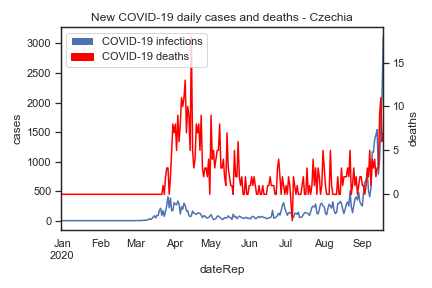 New COVID-19 daily cases and deaths - Czechia
COVID-19 infections
COVID-19 deaths
3000
2500
2000
1500
1000
500
0
cases
15
10
5
0
deaths
Jan Feb Mar Apr May Jun Jul Aug Sep
2020
dateRep